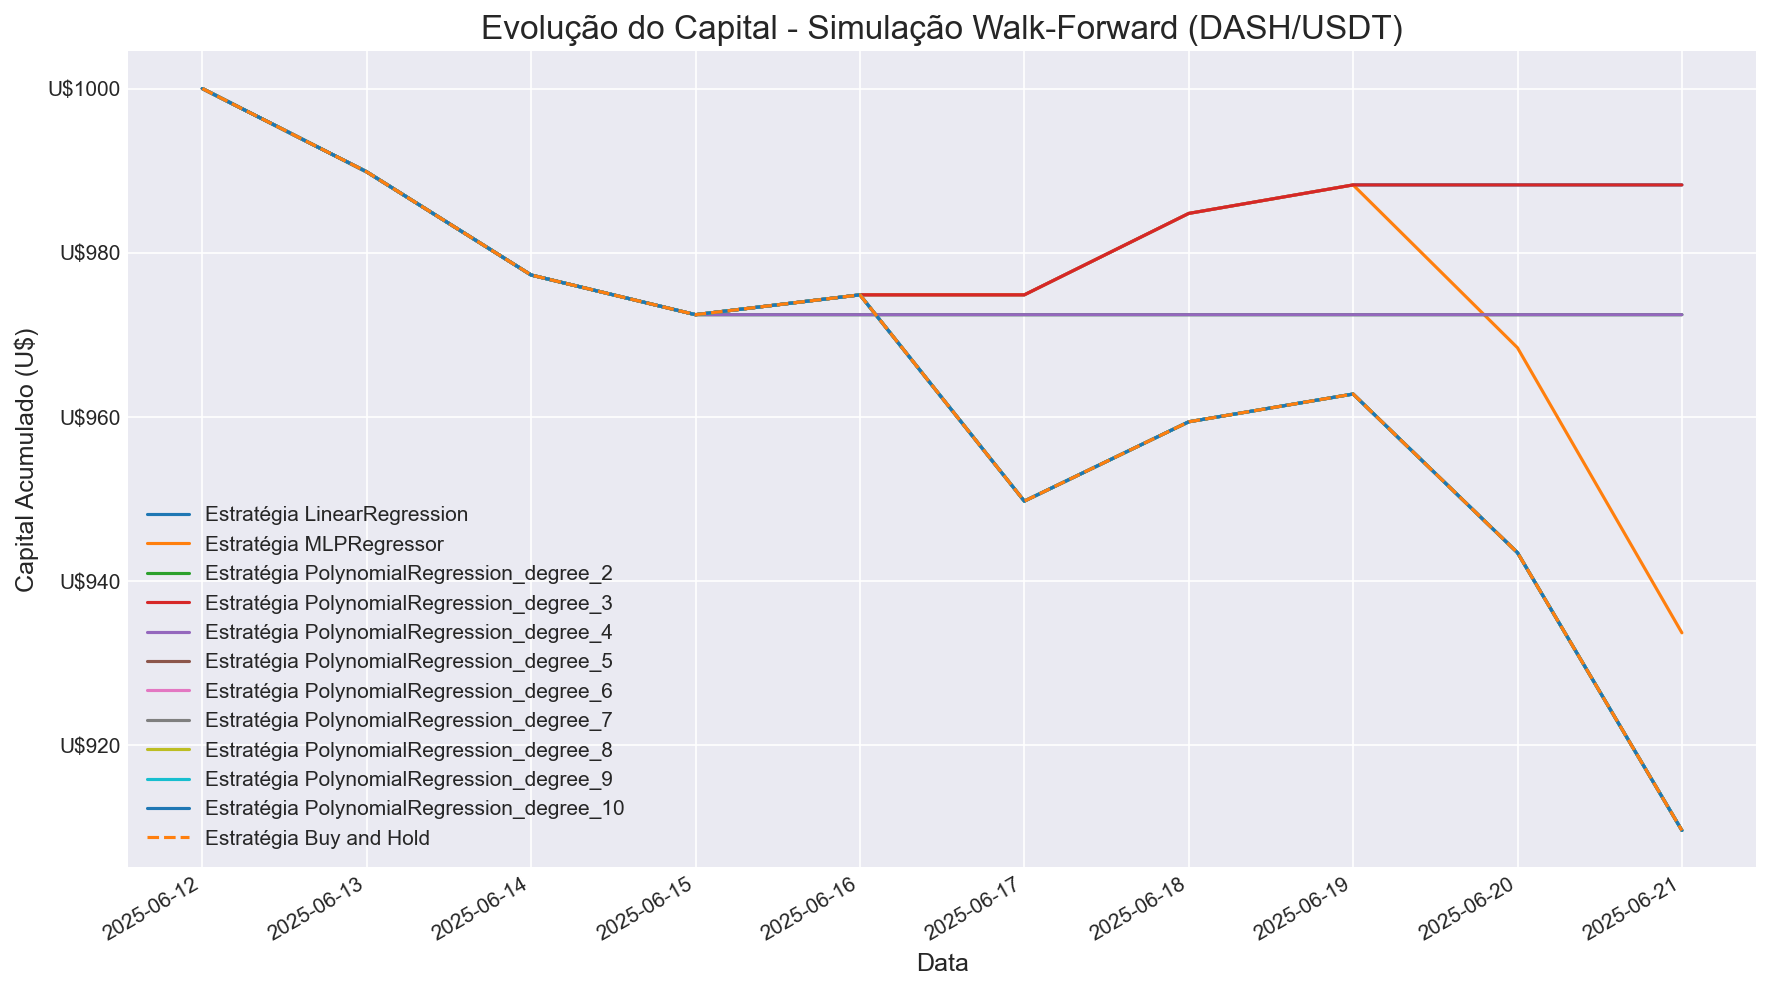 Evolução do Capital - Simulação Walk-Forward (DASH/USDT)
U$1000
U$980
U$960
U$940
U$920
Capital Acumulado (U$)
Estratégia LinearRegression
Estratégia MLPRegressor
Estratégia PolynomialRegression_degree_2
Estratégia PolynomialRegression_degree_3
Estratégia PolynomialRegression_degree_4
Estratégia PolynomialRegression_degree_5
Estratégia PolynomialRegression_degree_6
Estratégia PolynomialRegression_degree_7
Estratégia PolynomialRegression_degree_8
Estratégia PolynomialRegression_degree_9
Estratégia PolynomialRegression_degree_10
Estratégia Buy and Hold
2025-06-12
2025-06-13
2025-06-14
2025-06-15
2025-06-16
2025-06-17
2025-06-18
2025-06-19
2025-06-20
2025-06-21
Data